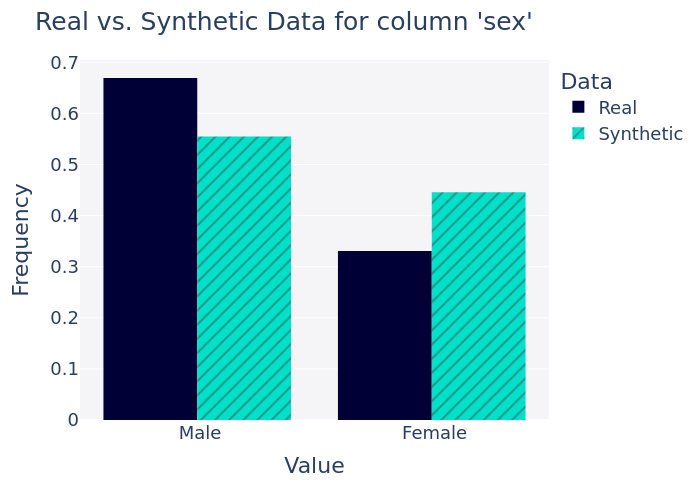 Real vs. Synthetic Data for column 'sex'
Data
Real
Synthetic
Frequency
0.7
0.6
0.5
0.4
0.3
0.2
0.1
0
Male
Female
Value